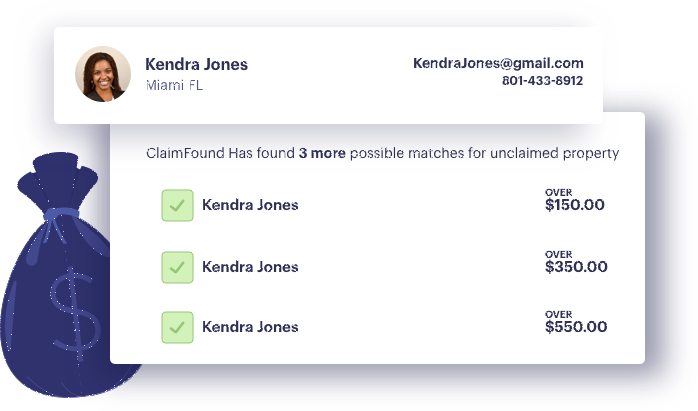 Kendra Jones
Miami FL
KendraJones@gmail.com
801-433-8912
ClaimFound Has found 3 more possible matches for unclaimed property
Kendra Jones
OVER
$150.00
Kendra Jones
OVER
$350.00
Kendra Jones
OVER
$550.00
$